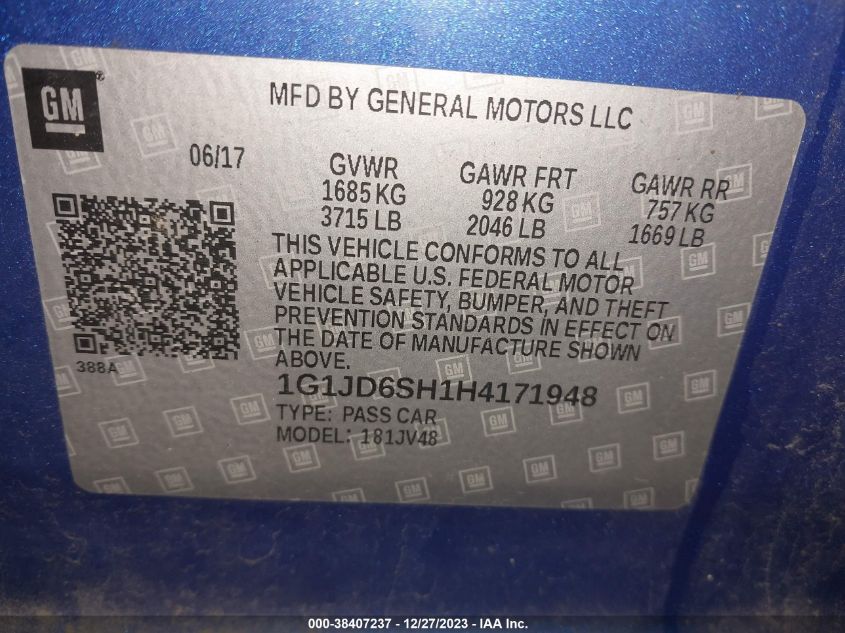 GM ®
MFD BY GENERAL MOTORS LLC
06/17
GVWR
1685 KG
3715 LB
GAWR FRT
928 KG
2046 LB
GAWR RR
757 KG
1669 LB
THIS VEHICLE CONFORMS TO ALL
APPLICABLE U.S. FEDERAL MOTOR
VEHICLE SAFETY, BUMPER, AND THEFT
PREVENTION STANDARDS IN EFFECT ON
THE DATE OF MANUFACTURE SHOWN
ABOVE.
388A
1G1JD6SH1H4171948
TYPE: PASS CAR
MODEL: 181JV48
000-38407237 - 12/27/2023 - IAA Inc.